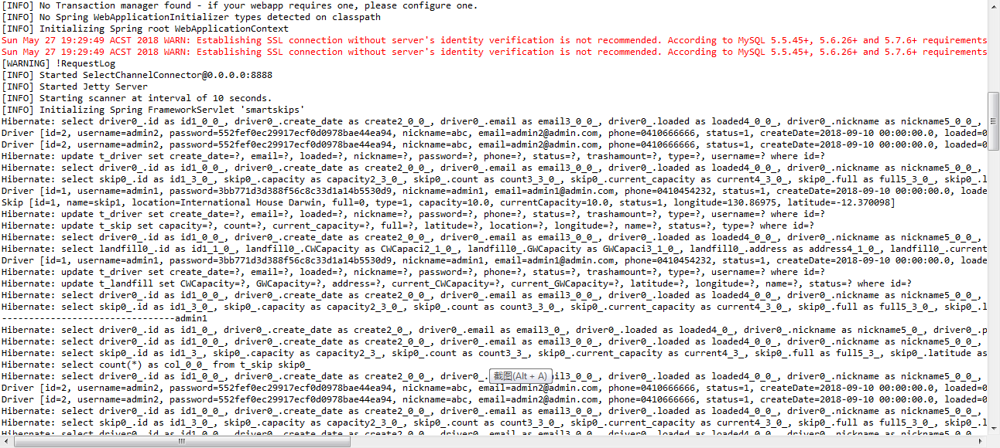 [INFO] No Transaction manager found - if your webapp requires one, please configure one.
[INFO] No Spring WebApplicationInitializer types detected on classpath
[INFO] Initializing Spring root WebApplicationContext
Sun May 27 19:29:49 ACST 2018 WARN: Establishing SSL connection without server's identity verification is not recommended. According to MySQL 5.5.45+, 5.6.26+ and 5.7.6+ requirements
Sun May 27 19:29:49 ACST 2018 WARN: Establishing SSL connection without server's identity verification is not recommended. According to MySQL 5.5.45+, 5.6.26+ and 5.7.6+ requirements
[WARNING] !RequestLog
[INFO] Started SelectChannelConnector@0.0.0.0:8888
[INFO] Started Jetty Server
[INFO] Starting scanner at interval of 10 seconds.
[INFO] Initializing Spring FrameworkServlet 'smartskips'
Hibernate: select driver0_.id as id1_0_0_, driver0_.create_date as create2_0_0_, driver0_.email as email3_0_0_, driver0_.loaded as loaded4_0_0_, driver0_.nickname as nickname5_0_0_,
Driver [id=2, username=admin2, password=552fef0ec29917ecf0d0978bae44ea94, nickname=abc, email=admin2@admin.com, phone=0410666666, status=1, createDate=2018-09-10 00:00:00.0, loaded=0
Driver [id=2, username=admin2, password=552fef0ec29917ecf0d0978bae44ea94, nickname=abc, email=admin2@admin.com, phone=0410666666, status=1, createDate=2018-09-10 00:00:00.0, loaded=0
Hibernate: update t_driver set create_date=?, email=?, loaded=?, nickname=?, password=?, phone=?, status=?, trashamount=?, type=?, username=? where id=?
Hibernate: select driver0_.id as id1_0_0_, driver0_.create_date as create2_0_0_, driver0_.email as email3_0_0_, driver0_.loaded as loaded4_0_0_, driver0_.nickname as nickname5_0_0_,
Hibernate: select skip0_.id as id1_3_0_, skip0_.capacity as capacity2_3_0_, skip0_.count as count3_3_0_, skip0_.current_capacity as current4_3_0_, skip0_.full as full5_3_0_, skip0_.l
Driver [id=1, username=admin1, password=3bb771d3d388f56c8c33d1a14b5530d9, nickname=admin1, email=admin1@admin.com, phone=0410454232, status=1, createDate=2018-09-10 00:00:00.0, loade
Skip [id=1, name=skip1, location=International House Darwin, full=0, type=1, capacity=10.0, currentCapacity=10.0, status=1, longitude=130.86975, latitude=-12.370098]
Hibernate: update t_driver set create_date=?, email=?, loaded=?, nickname=?, password=?, phone=?, status=?, trashamount=?, type=?, username=? where id=?
Hibernate: update t_skip set capacity=?, count=?, current_capacity=?, full=?, latitude=?, location=?, longitude=?, name=?, status=?, type=? where id=?
Hibernate: select driver0_.id as id1_0_0_, driver0_.create_date as create2_0_0_, driver0_.email as email3_0_0_, driver0_.loaded as loaded4_0_0_, driver0_.nickname as nickname5_0_0_,
Hibernate: select landfill0_.id as id1_1_0_, landfill0_.CWCapacity as CWCapaci2_1_0_, landfill0_.GWCapacity as GWCapaci3_1_0_, landfill0_.address as address4_1_0_, landfill0_.current
Driver [id=1, username=admin1, password=3bb771d3d388f56c8c33d1a14b5530d9, nickname=admin1, email=admin1@admin.com, phone=0410454232, status=1, createDate=2018-09-10 00:00:00.0, loade
Hibernate: update t_driver set create_date=?, email=?, loaded=?, nickname=?, password=?, phone=?, status=?, trashamount=?, type=?, username=? where id=?
Hibernate: update t_landfill set CWCapacity=?, GWCapacity=?, address=?, current_CWCapacity=?, current_GWCapacity=?, latitude=?, longitude=?, name=?, status=? where id=?
Hibernate: select driver0_.id as id1_0_0_, driver0_.create_date as create2_0_0_, driver0_.email as email3_0_0_, driver0_.loaded as loaded4_0_0_, driver0_.nickname as nickname5_0_0_,
Hibernate: select skip0_.id as id1_3_0_, skip0_.capacity as capacity2_3_0_, skip0_.count as count3_3_0_, skip0_.current_capacity as current4_3_0_, skip0_.full as full5_3_0_, skip0_.l
--------------------------------admin1
Hibernate: select driver0_.id as id1_0_, driver0_.create_date as create2_0_, driver0_.email as email3_0_, driver0_.loaded as loaded4_0_, driver0_.nickname as nickname5_0_, driver0_.p
Hibernate: select driver0_.id as id1_0_0_, driver0_.create_date as create2_0_0_, driver0_.email as email3_0_0_, driver0_.loaded as loaded4_0_0_, driver0_.nickname as nickname5_0_0_,
Hibernate: select skip0_.id as id1_3_, skip0_.capacity as capacity2_3_, skip0_.count as count3_3_, skip0_.current_capacity as current4_3_, skip0_.full as full5_3_, skip0_.latitude as
Hibernate: select count(*) as col_0_0_ from t_skip skip0_
Hibernate: select driver0_.id as id1_0_0_, driver0_.create_date as create2_0_0_, driver0_. 截图(Alt + A) il3_0_0_, driver0_.loaded as loaded4_0_0_, driver0_.nickname as nickname5_0_0_,
Driver [id=2, username=admin2, password=552fef0ec29917ecf0d0978bae44ea94, nickname=abc, email=admin2@admin.com, phone=0410666666, status=1, createDate=2018-09-10 00:00:00.0, loaded=0
Driver [id=2, username=admin2, password=552fef0ec29917ecf0d0978bae44ea94, nickname=abc, email=admin2@admin.com, phone=0410666666, status=1, createDate=2018-09-10 00:00:00.0, loaded=0
Hibernate: select driver0_.id as id1_0_0_, driver0_.create_date as create2_0_0_, driver0_.email as email3_0_0_, driver0_.loaded as loaded4_0_0_, driver0_.nickname as nickname5_0_0_,
Hibernate: select skip0_.id as id1_3_0_, skip0_.capacity as capacity2_3_0_, skip0_.count as count3_3_0_, skip0_.current_capacity as current4_3_0_, skip0_.full as full5_3_0_, skip0_.l
Hibernate: select driver0_.id as id1_0_0_, driver0_.create_date as create2_0_0_, driver0_.email as email3_0_0_, driver0_.loaded as loaded4_0_0_, driver0_.nickname as nickname5_0_0_,